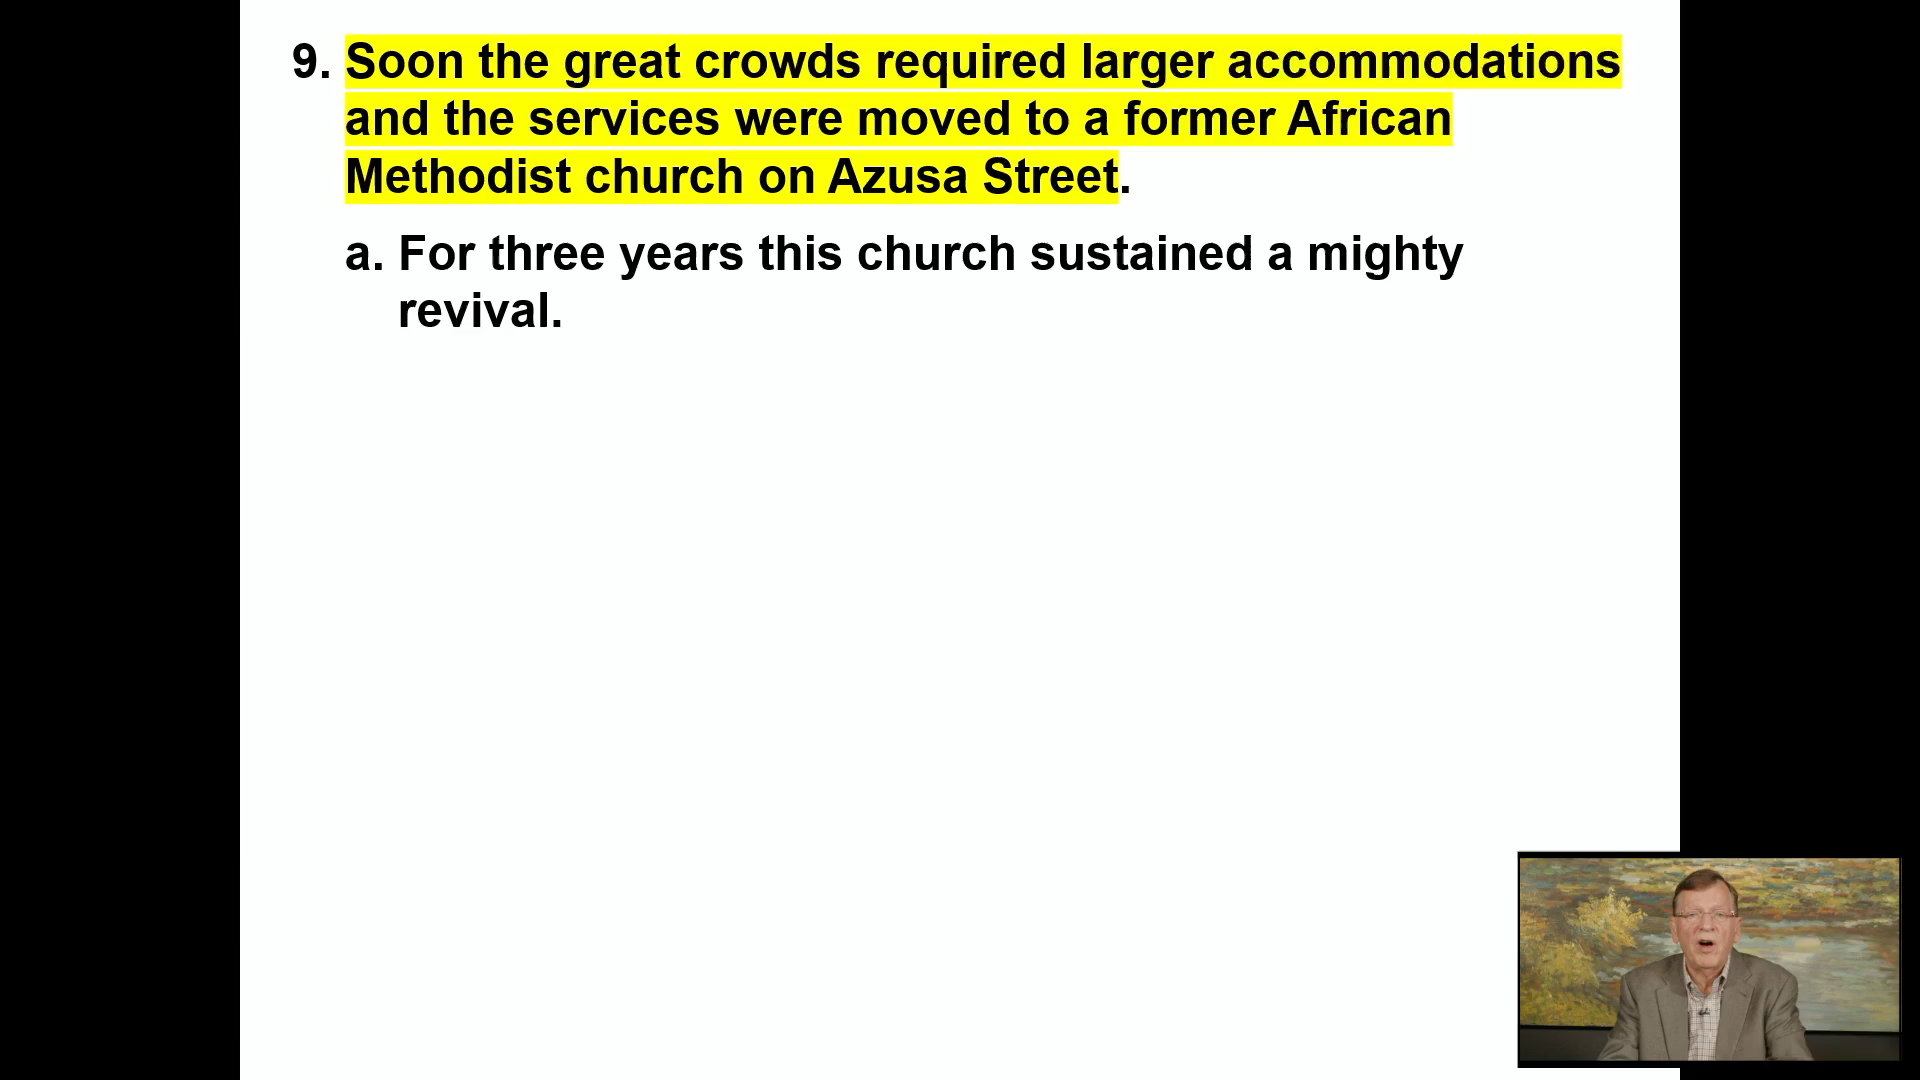 9. Soon the great crowds required larger accommodations
and the services were moved to a former African
Methodist church on Azusa Street.
a. For three years this church sustained a mighty
revival.